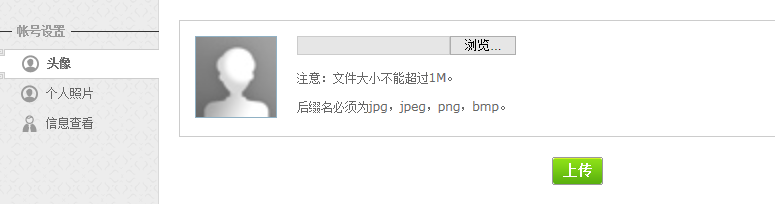 帐号设置
头像
个人照片
信息查看
浏览...
注意：文件大小不能超过1M。
后缀名必须为jpg，jpeg，png，bmp。
上传